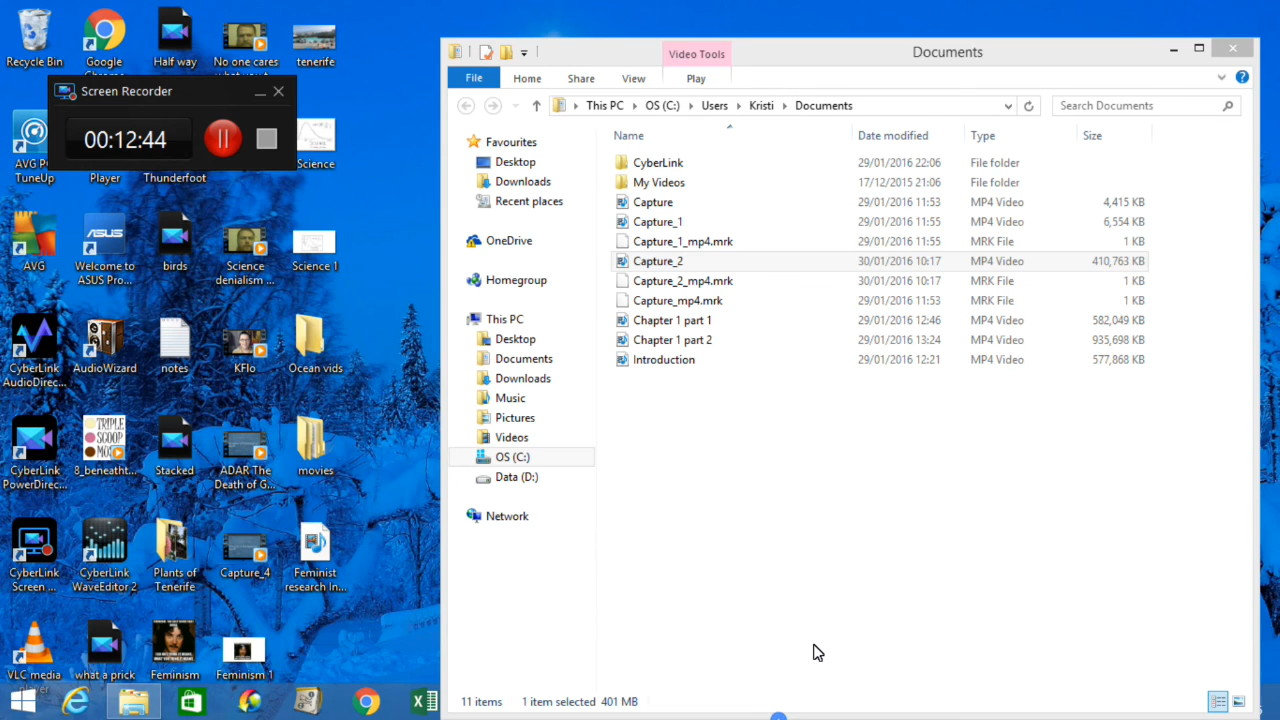 Recycle Bin
Google
Chrome
Half way
No one cares
what you t...
tenerife
Screen Recorder
00:12:44
AVG PC
TuneUp
Player
Thunderfoot
Science
AVG
Welcome to
ASUS Pro...
birds
Science
denialism ...
Science 1
CyberLink
AudioDirec...
AudioWizard
notes
KFlo
Ocean vids
TRIPLE
SCOOP
CyberLink
PowerDirec...
8_beneatht...
Stacked
ADAR The
Death of G...
movies
CyberLink
Screen ...
CyberLink
WaveEditor 2
Plants of
Tenerife
Capture_4
Feminist
research In...
VLC media
player
what a prick
Feminism
Feminism 1
Video Tools
Documents
File
Home
Share
View
Play
This PC
OS (C:)
Users
Kristi
Documents
Search Documents
Favourites
Desktop
Downloads
Recent places
OneDrive
Homegroup
This PC
Desktop
Documents
Downloads
Music
Pictures
Videos
OS (C:)
Data (D:)
Network
Name Date modified Type Size
CyberLink 29/01/2016 22:06 File folder
My Videos 17/12/2015 21:06 File folder
Capture 29/01/2016 11:53 MP4 Video 4,415 KB
Capture_1 29/01/2016 11:55 MP4 Video 6,554 KB
Capture_1_mp4.mrk 29/01/2016 11:55 MRK File 1 KB
Capture_2 30/01/2016 10:17 MP4 Video 410,763 KB
Capture_2_mp4.mrk 30/01/2016 10:17 MRK File 1 KB
Capture_mp4.mrk 29/01/2016 11:53 MRK File 1 KB
Chapter 1 part 1 29/01/2016 12:46 MP4 Video 582,049 KB
Chapter 1 part 2 29/01/2016 13:24 MP4 Video 935,698 KB
Introduction 29/01/2016 12:21 MP4 Video 577,868 KB
11 items 1 item selected 401 MB